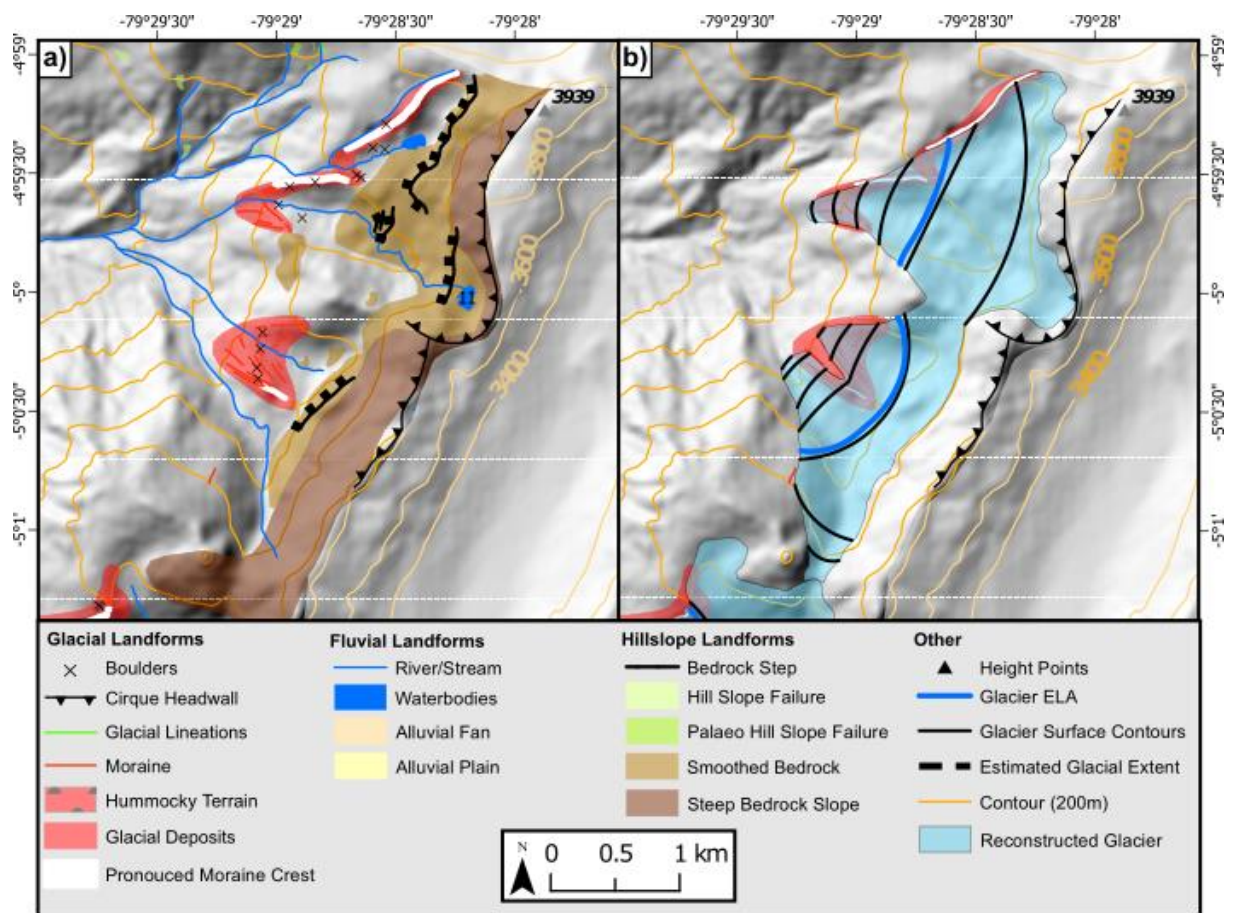 -79°29'30" -79°29' -79°28'30" -79°28' -79°29'30" -79°29' -79°28'30" -79°28'
a) b)
-4°59' -4°59'
3939 3939
3800 3800
-4°59'30" -4°59'30"
3600 3600
-5° -5°
11
3400 3400
-5°0'30" -5°0'30"
-5°1' -5°1'
Glacial Landforms
Boulders
Cirque Headwall
Glacial Lineations
Moraine
Hummocky Terrain
Glacial Deposits
Pronouced Moraine Crest
Fluvial Landforms
River/Stream
Waterbodies
Alluvial Fan
Alluvial Plain
Hillslope Landforms
Bedrock Step
Hill Slope Failure
Palaeo Hill Slope Failure
Smoothed Bedrock
Steep Bedrock Slope
Other
Height Points
Glacier ELA
Glacier Surface Contours
Estimated Glacial Extent
Contour (200m)
Reconstructed Glacier
N
0 0.5 1 km